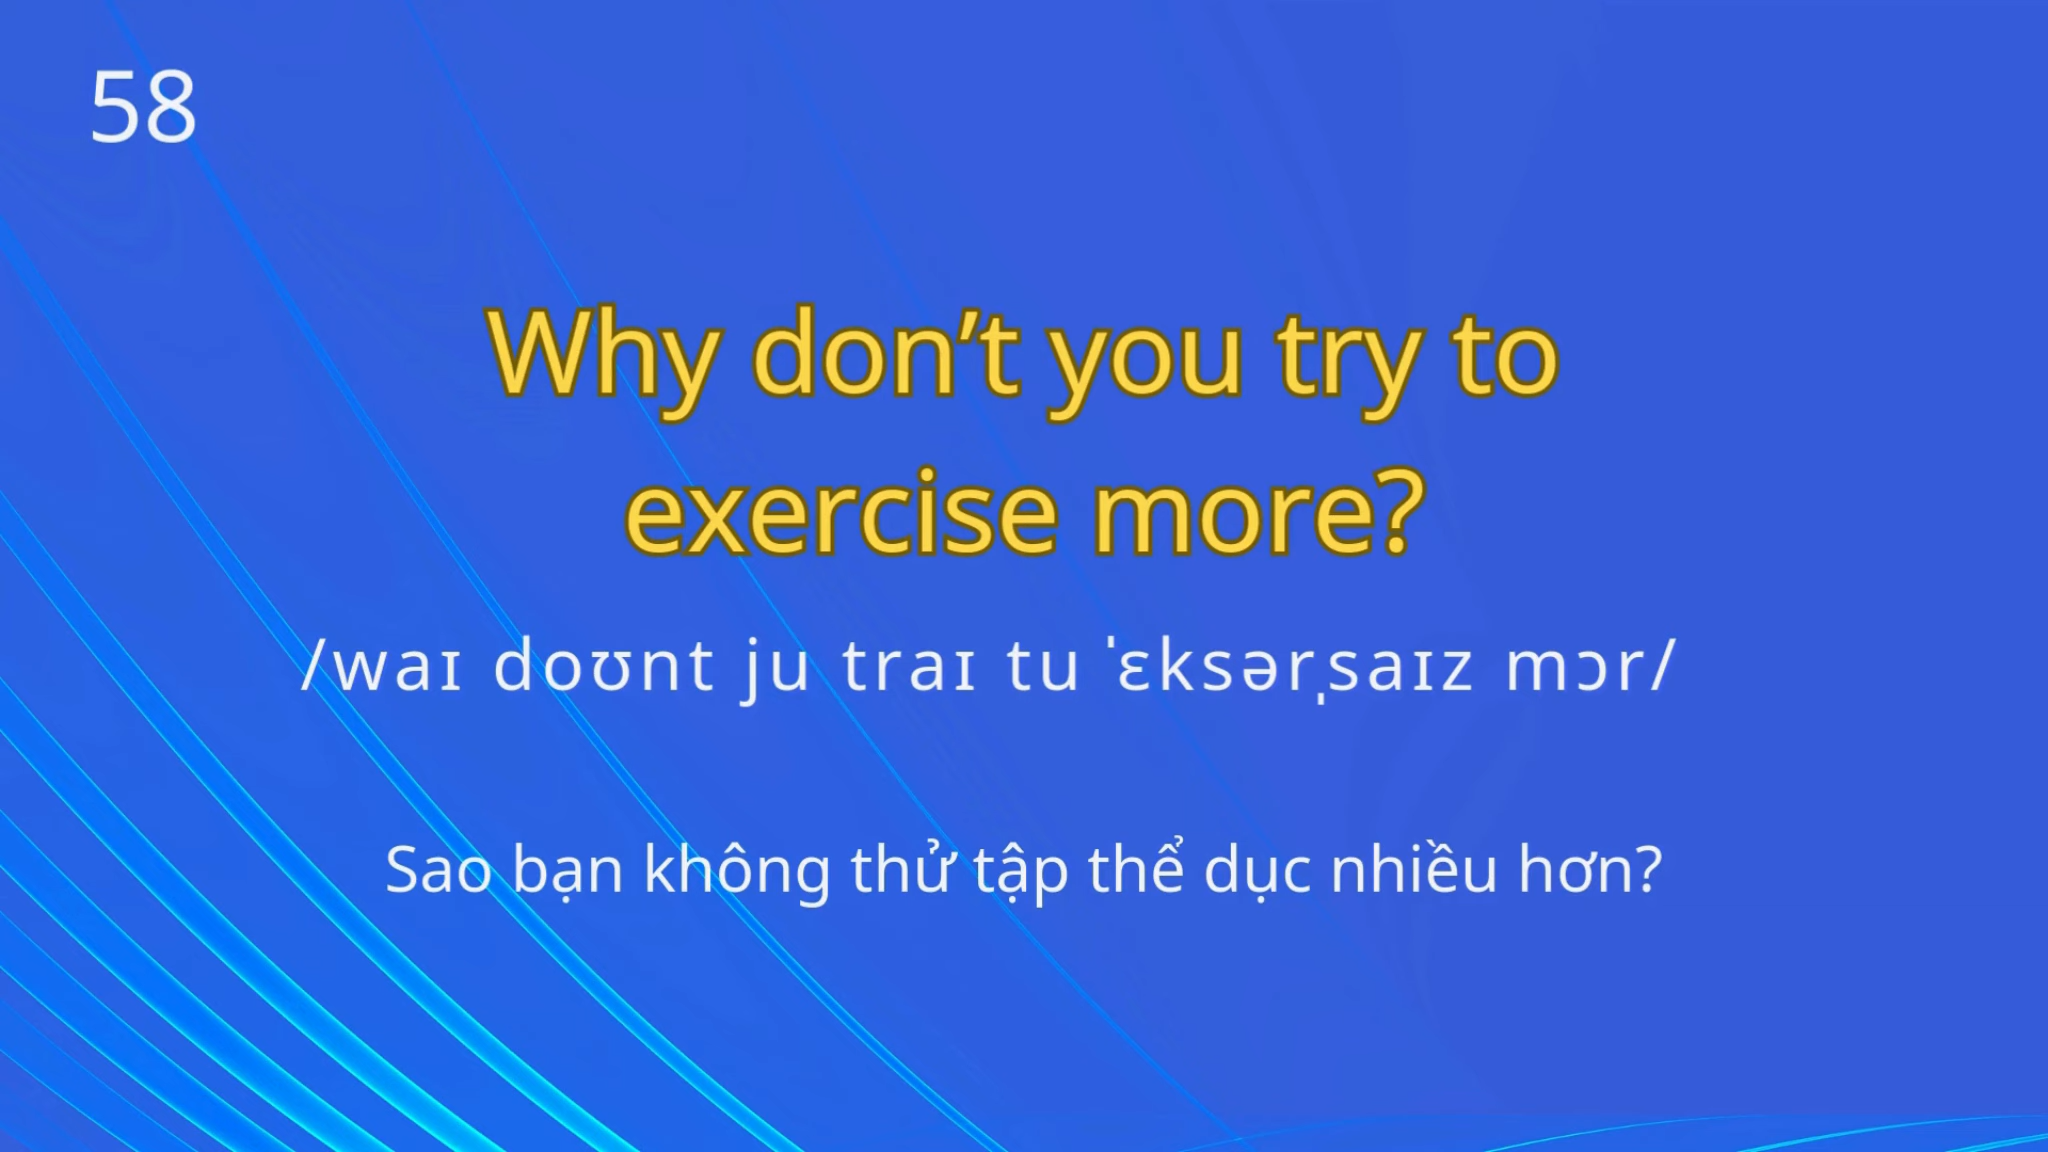 58
Why don’t you try to
exercise more?
/waɪ doʊnt ju traɪ tu ˈɛksərˌsaɪz mɔr/
Sao bạn không thử tập thể dục nhiều hơn?